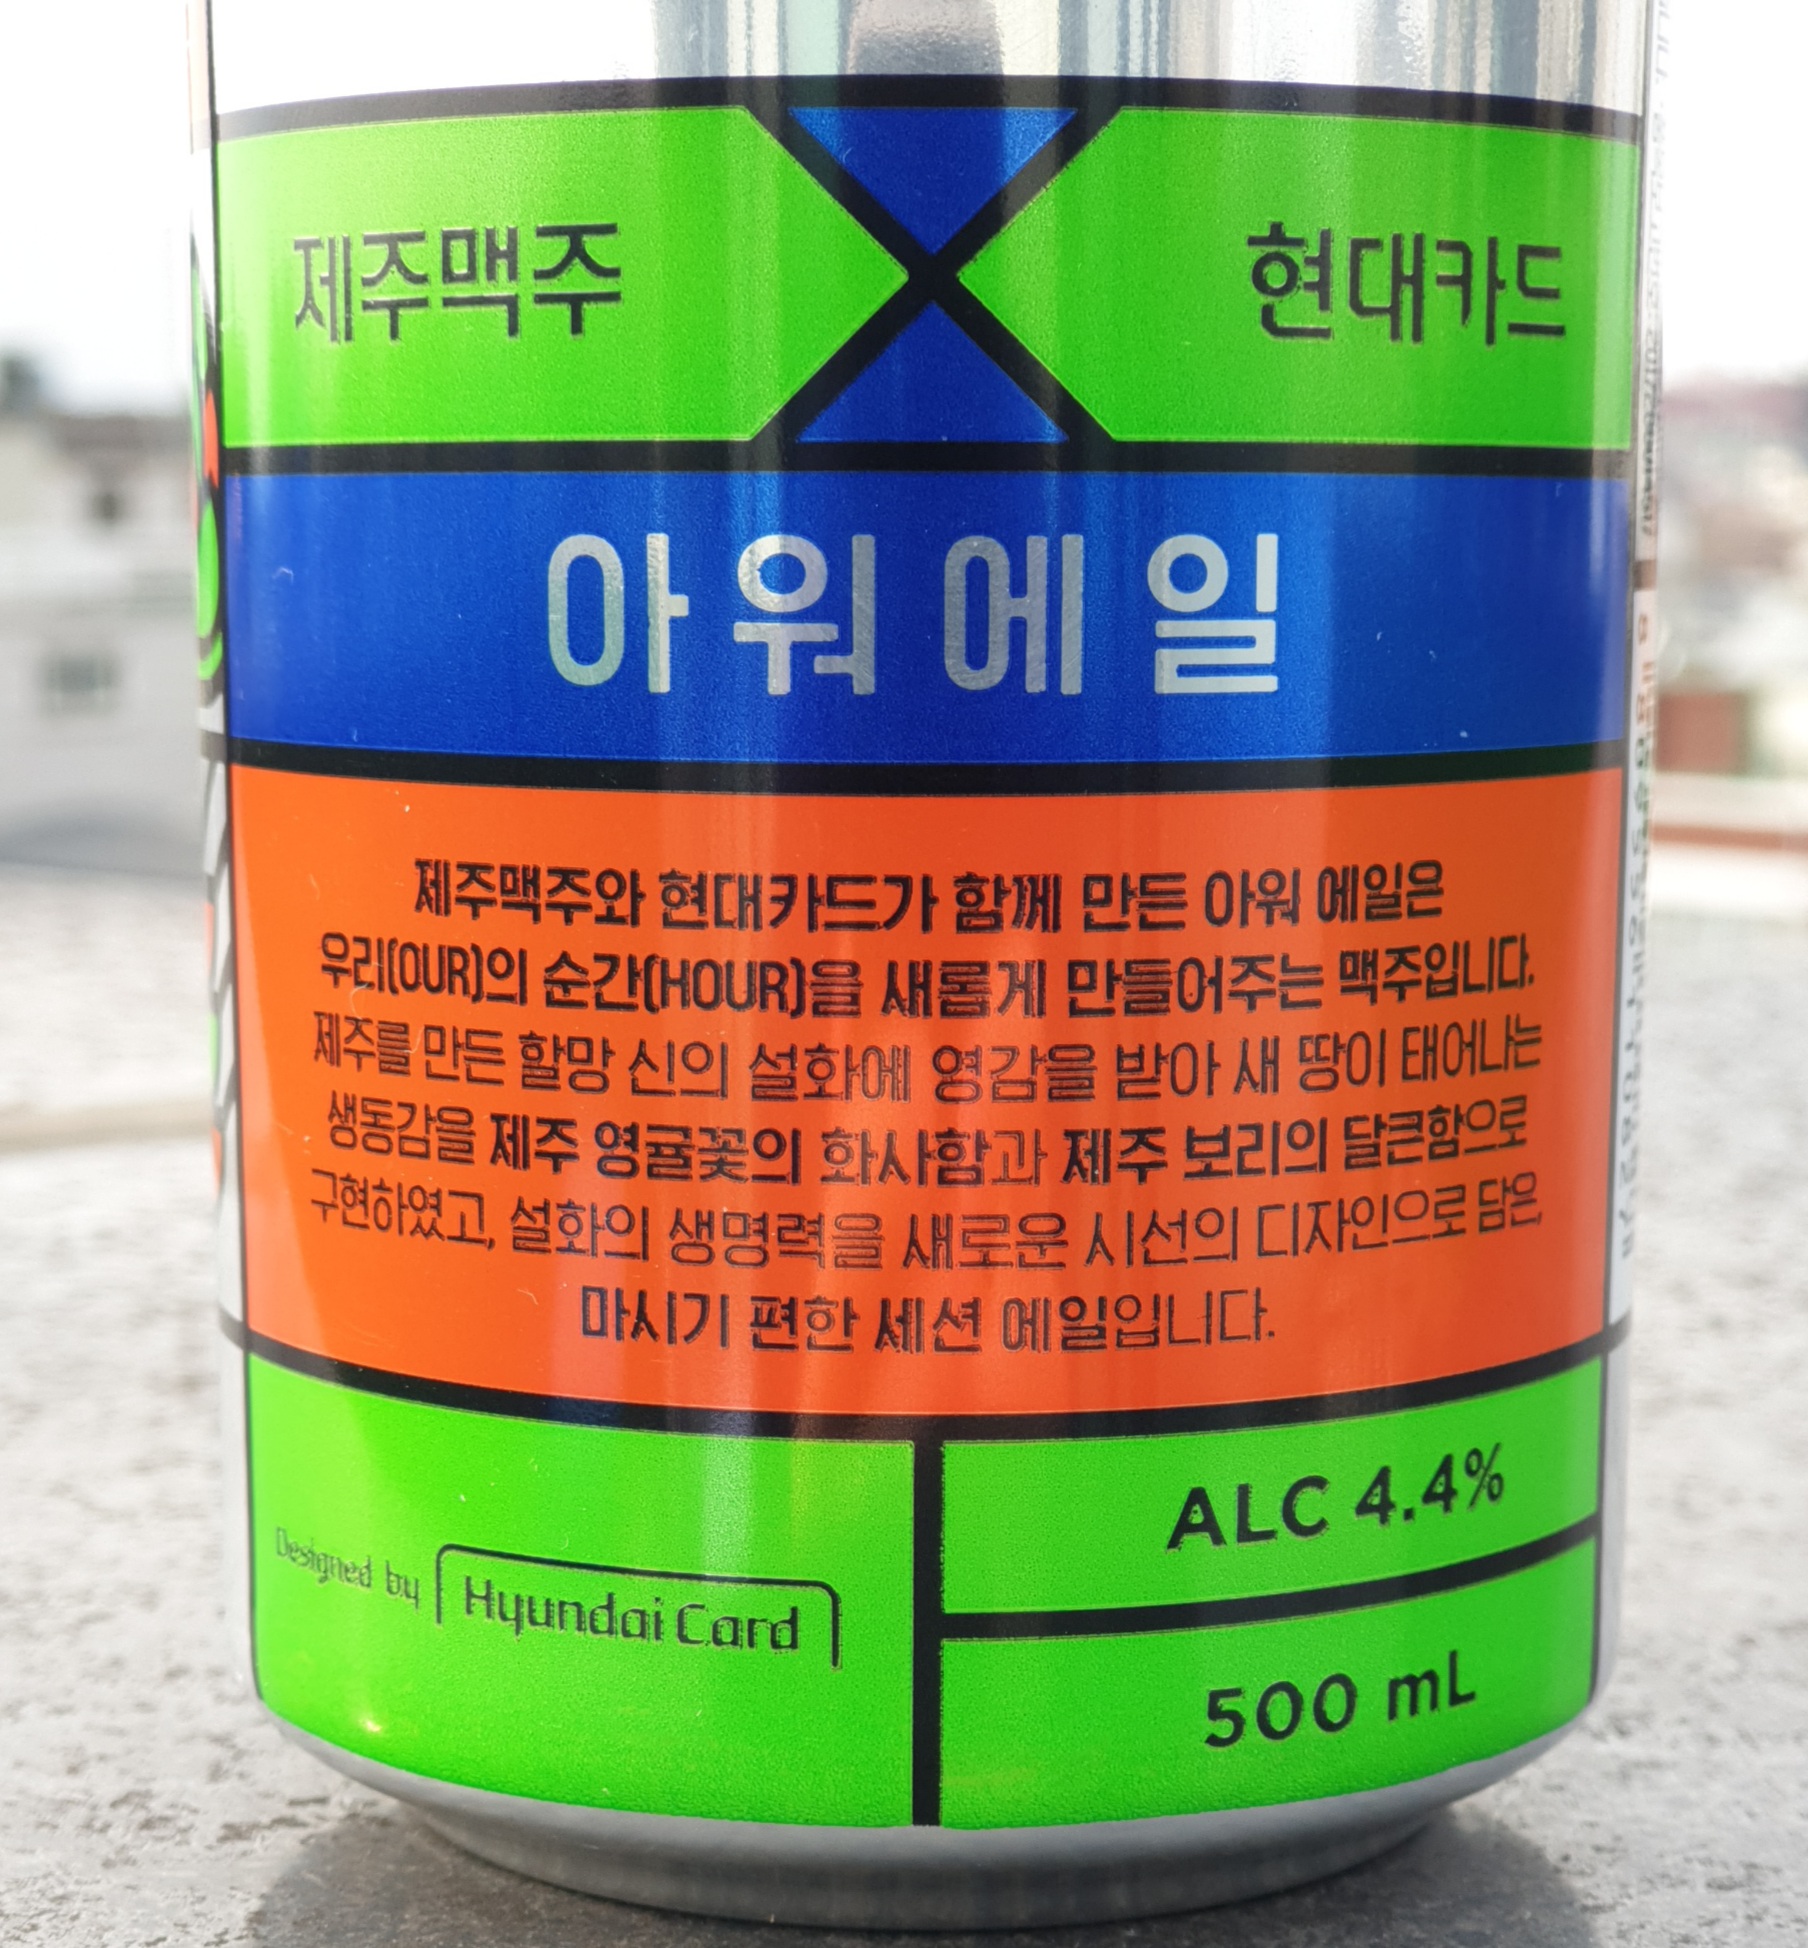 제주맥주
현대카드
아워에일
제주맥주와 현대카드가 함께 만든 아워 에일은
우리(OUR)의 순간(HOUR)을 새롭게 만들어주는 맥주입니다.
제주를 만든 할망 신의 설화에 영감을 받아 새 땅이 태어나는
생동감을 제주 영귤꽃의 화사함과 제주 보리의 달큰함으로
구현하였고, 설화의 생명력을 새로운 시선의 디자인으로 담은,
마시기 편한 세션 에일입니다.
Designed by Hyundai Card
ALC 4.4%
500 mL